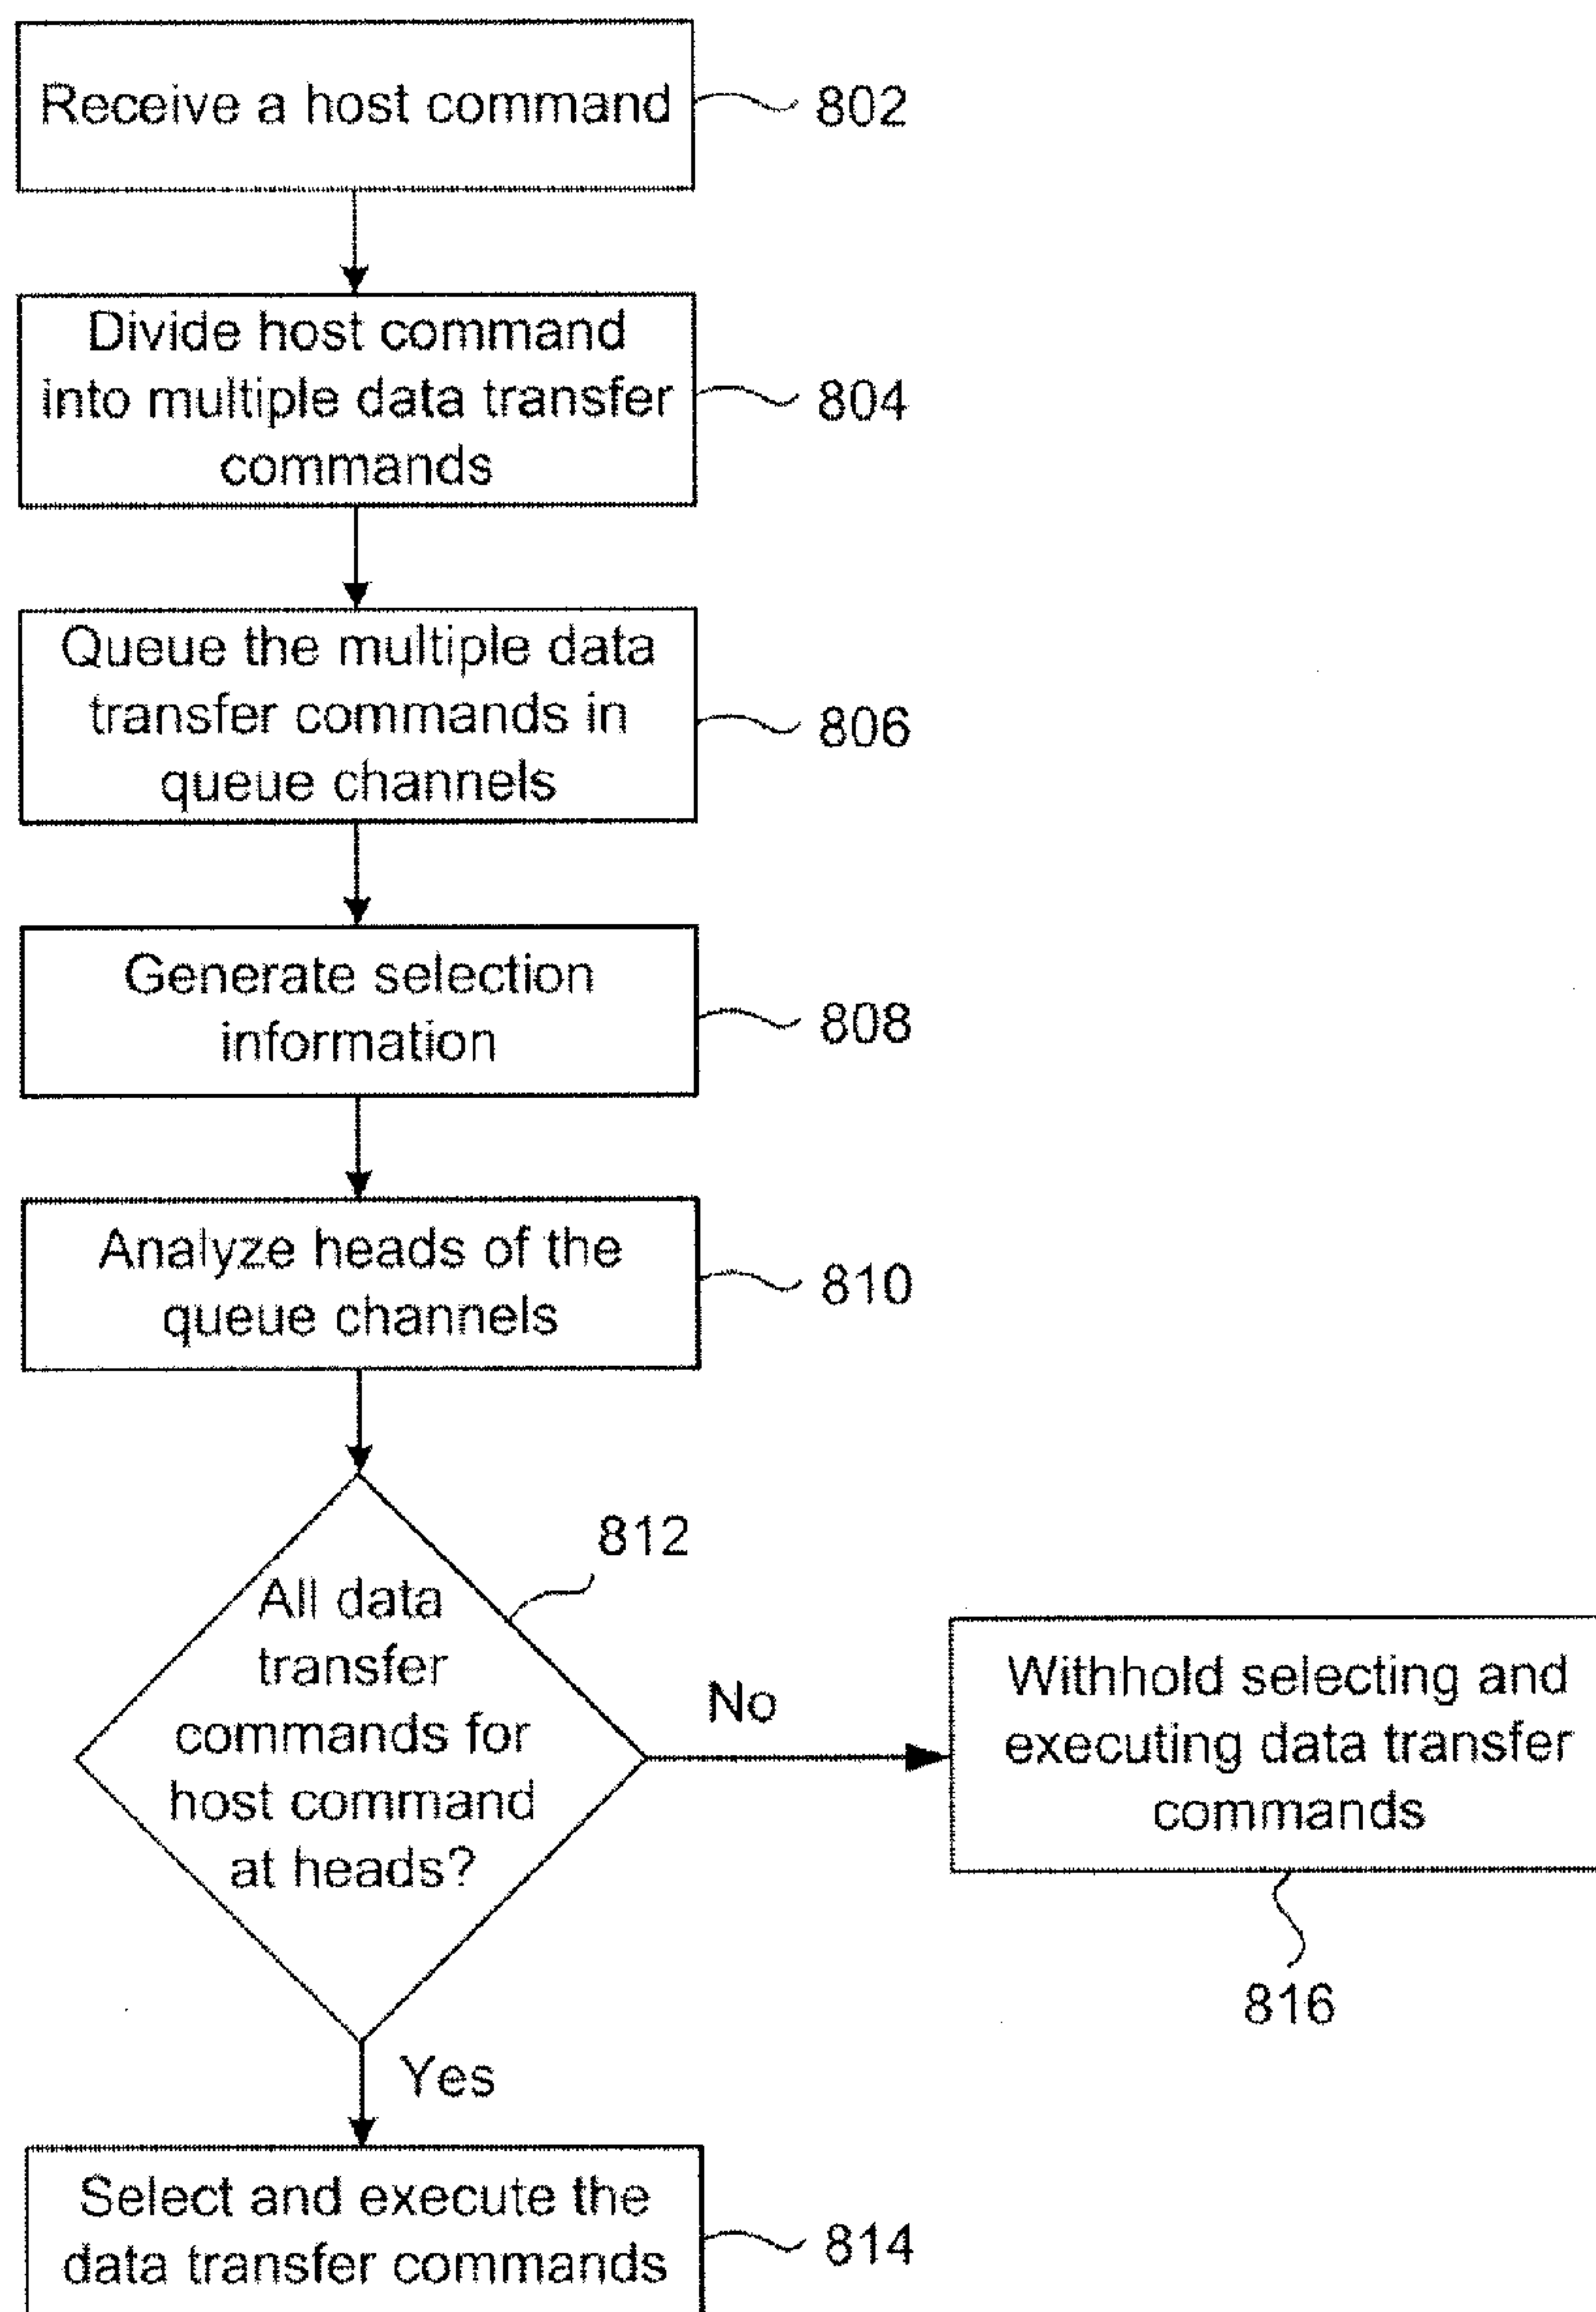 Receive a host command
802
Divide host command
into multiple data transfer
commands
804
Queue the multiple data
transfer commands in
queue channels
806
Generate selection
information
808
Analyze heads of the
queue channels
810
812
All data
transfer
commands for
host command
at heads?
No
Withhold selecting and
executing data transfer
commands
816
Yes
Select and execute the
data transfer commands
814